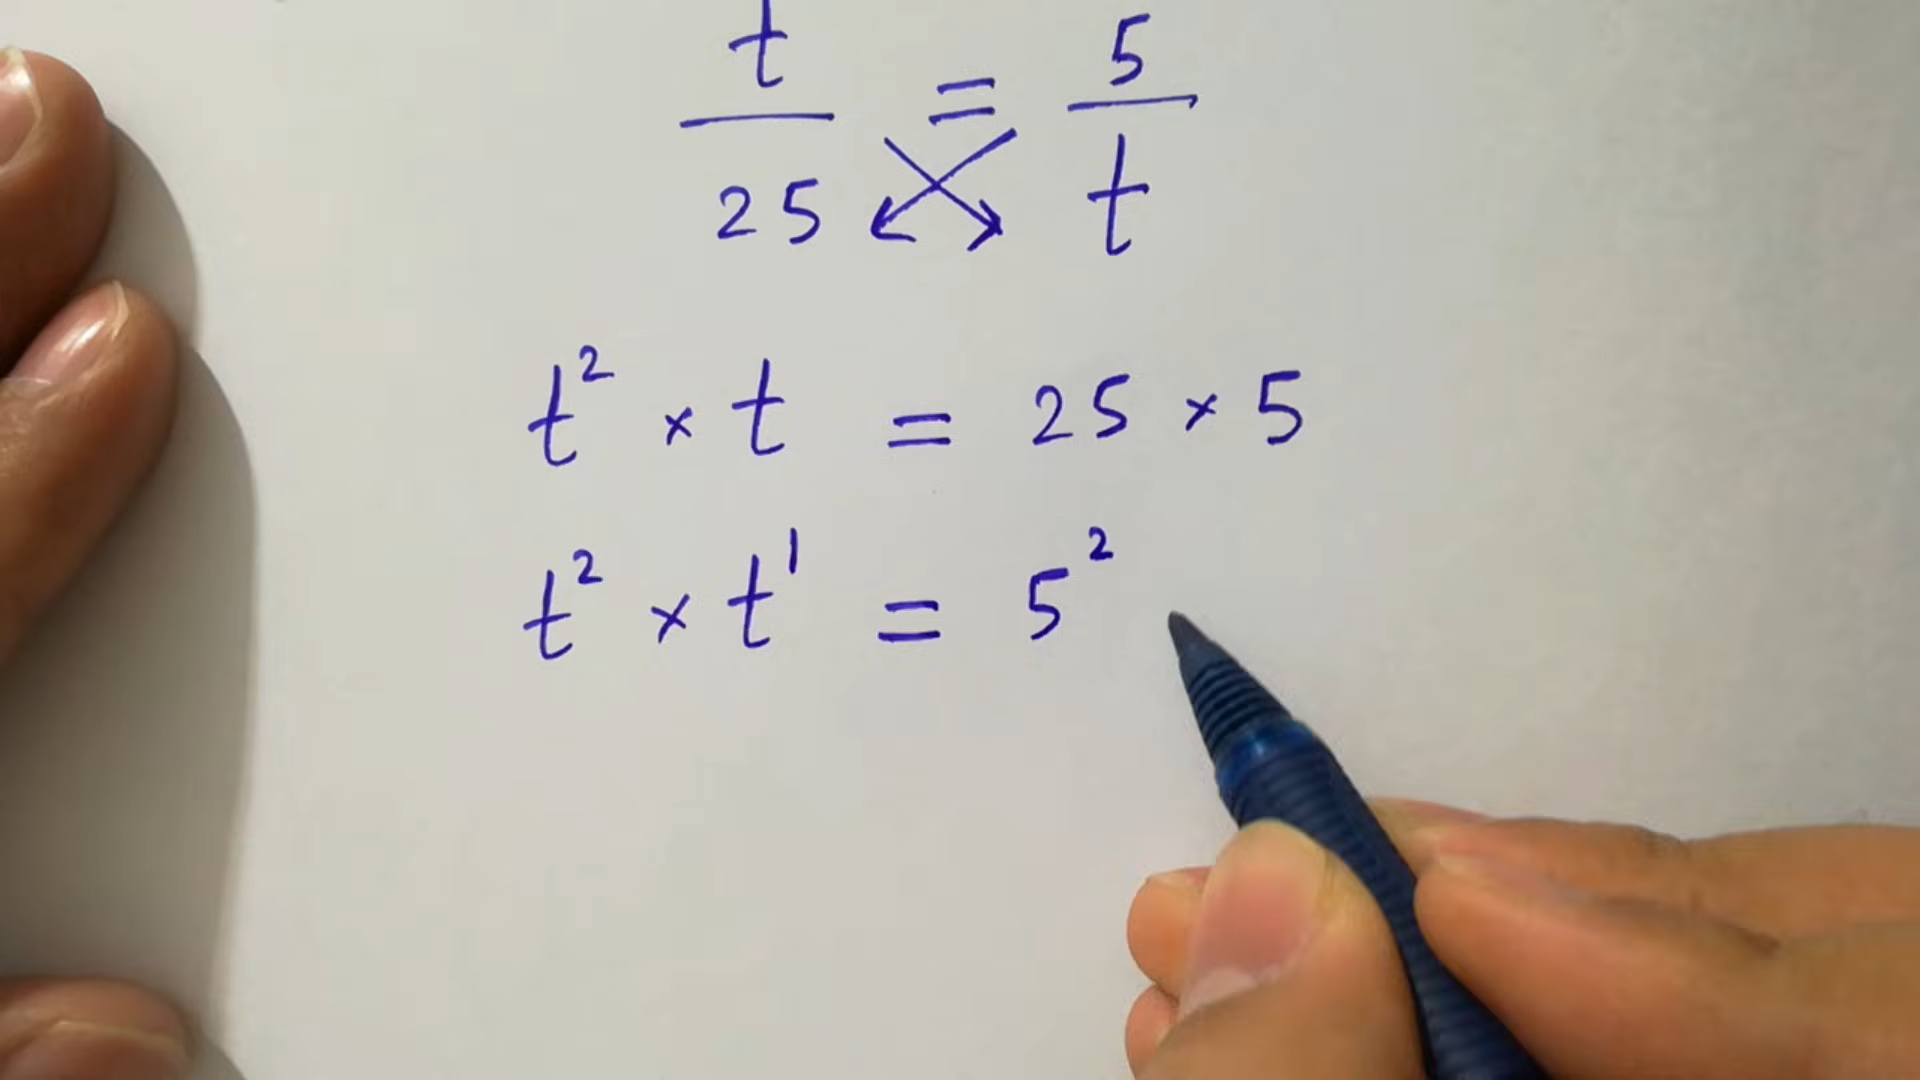 t/25 = 5/t
t² × t = 25 × 5
t² × t¹ = 5²